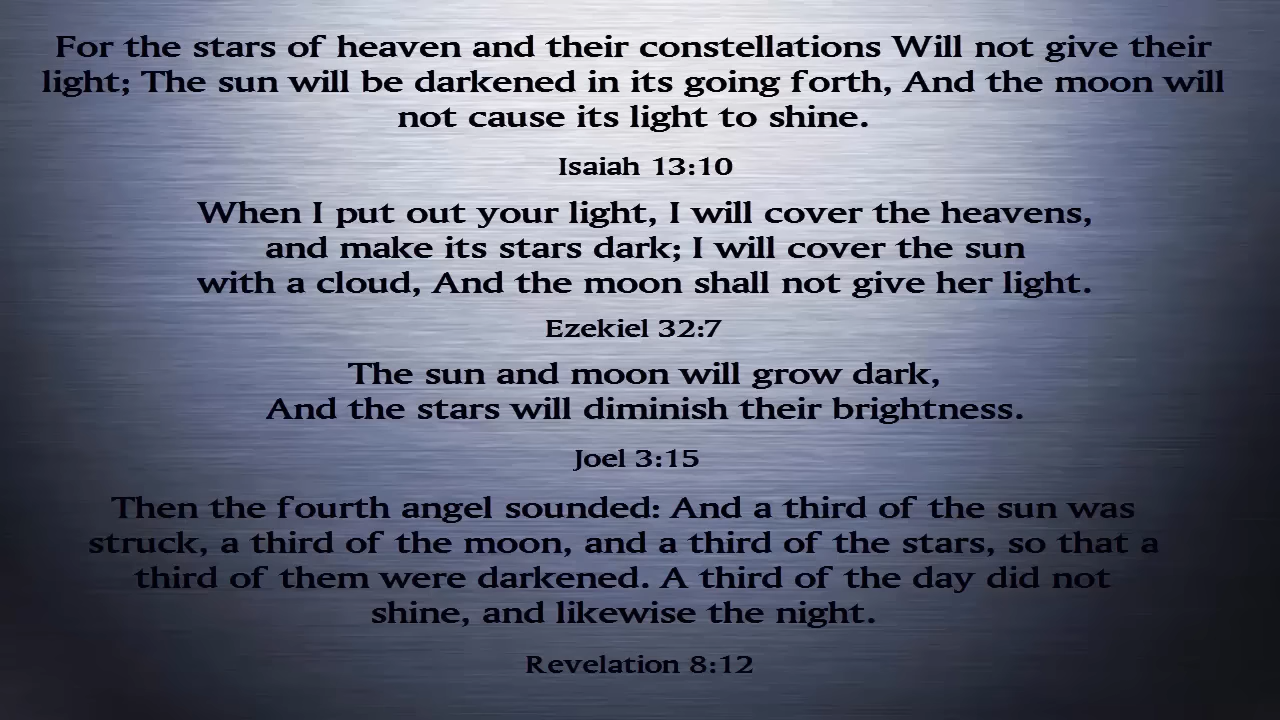 For the stars of heaven and their constellations Will not give their
light; The sun will be darkened in its going forth, And the moon will
not cause its light to shine.
Isaiah 13:10
When I put out your light, I will cover the heavens,
and make its stars dark; I will cover the sun
with a cloud, And the moon shall not give her light.
Ezekiel 32:7
The sun and moon will grow dark,
And the stars will diminish their brightness.
Joel 3:15
Then the fourth angel sounded: And a third of the sun was
struck, a third of the moon, and a third of the stars, so that a
third of them were darkened. A third of the day did not
shine, and likewise the night.
Revelation 8:12